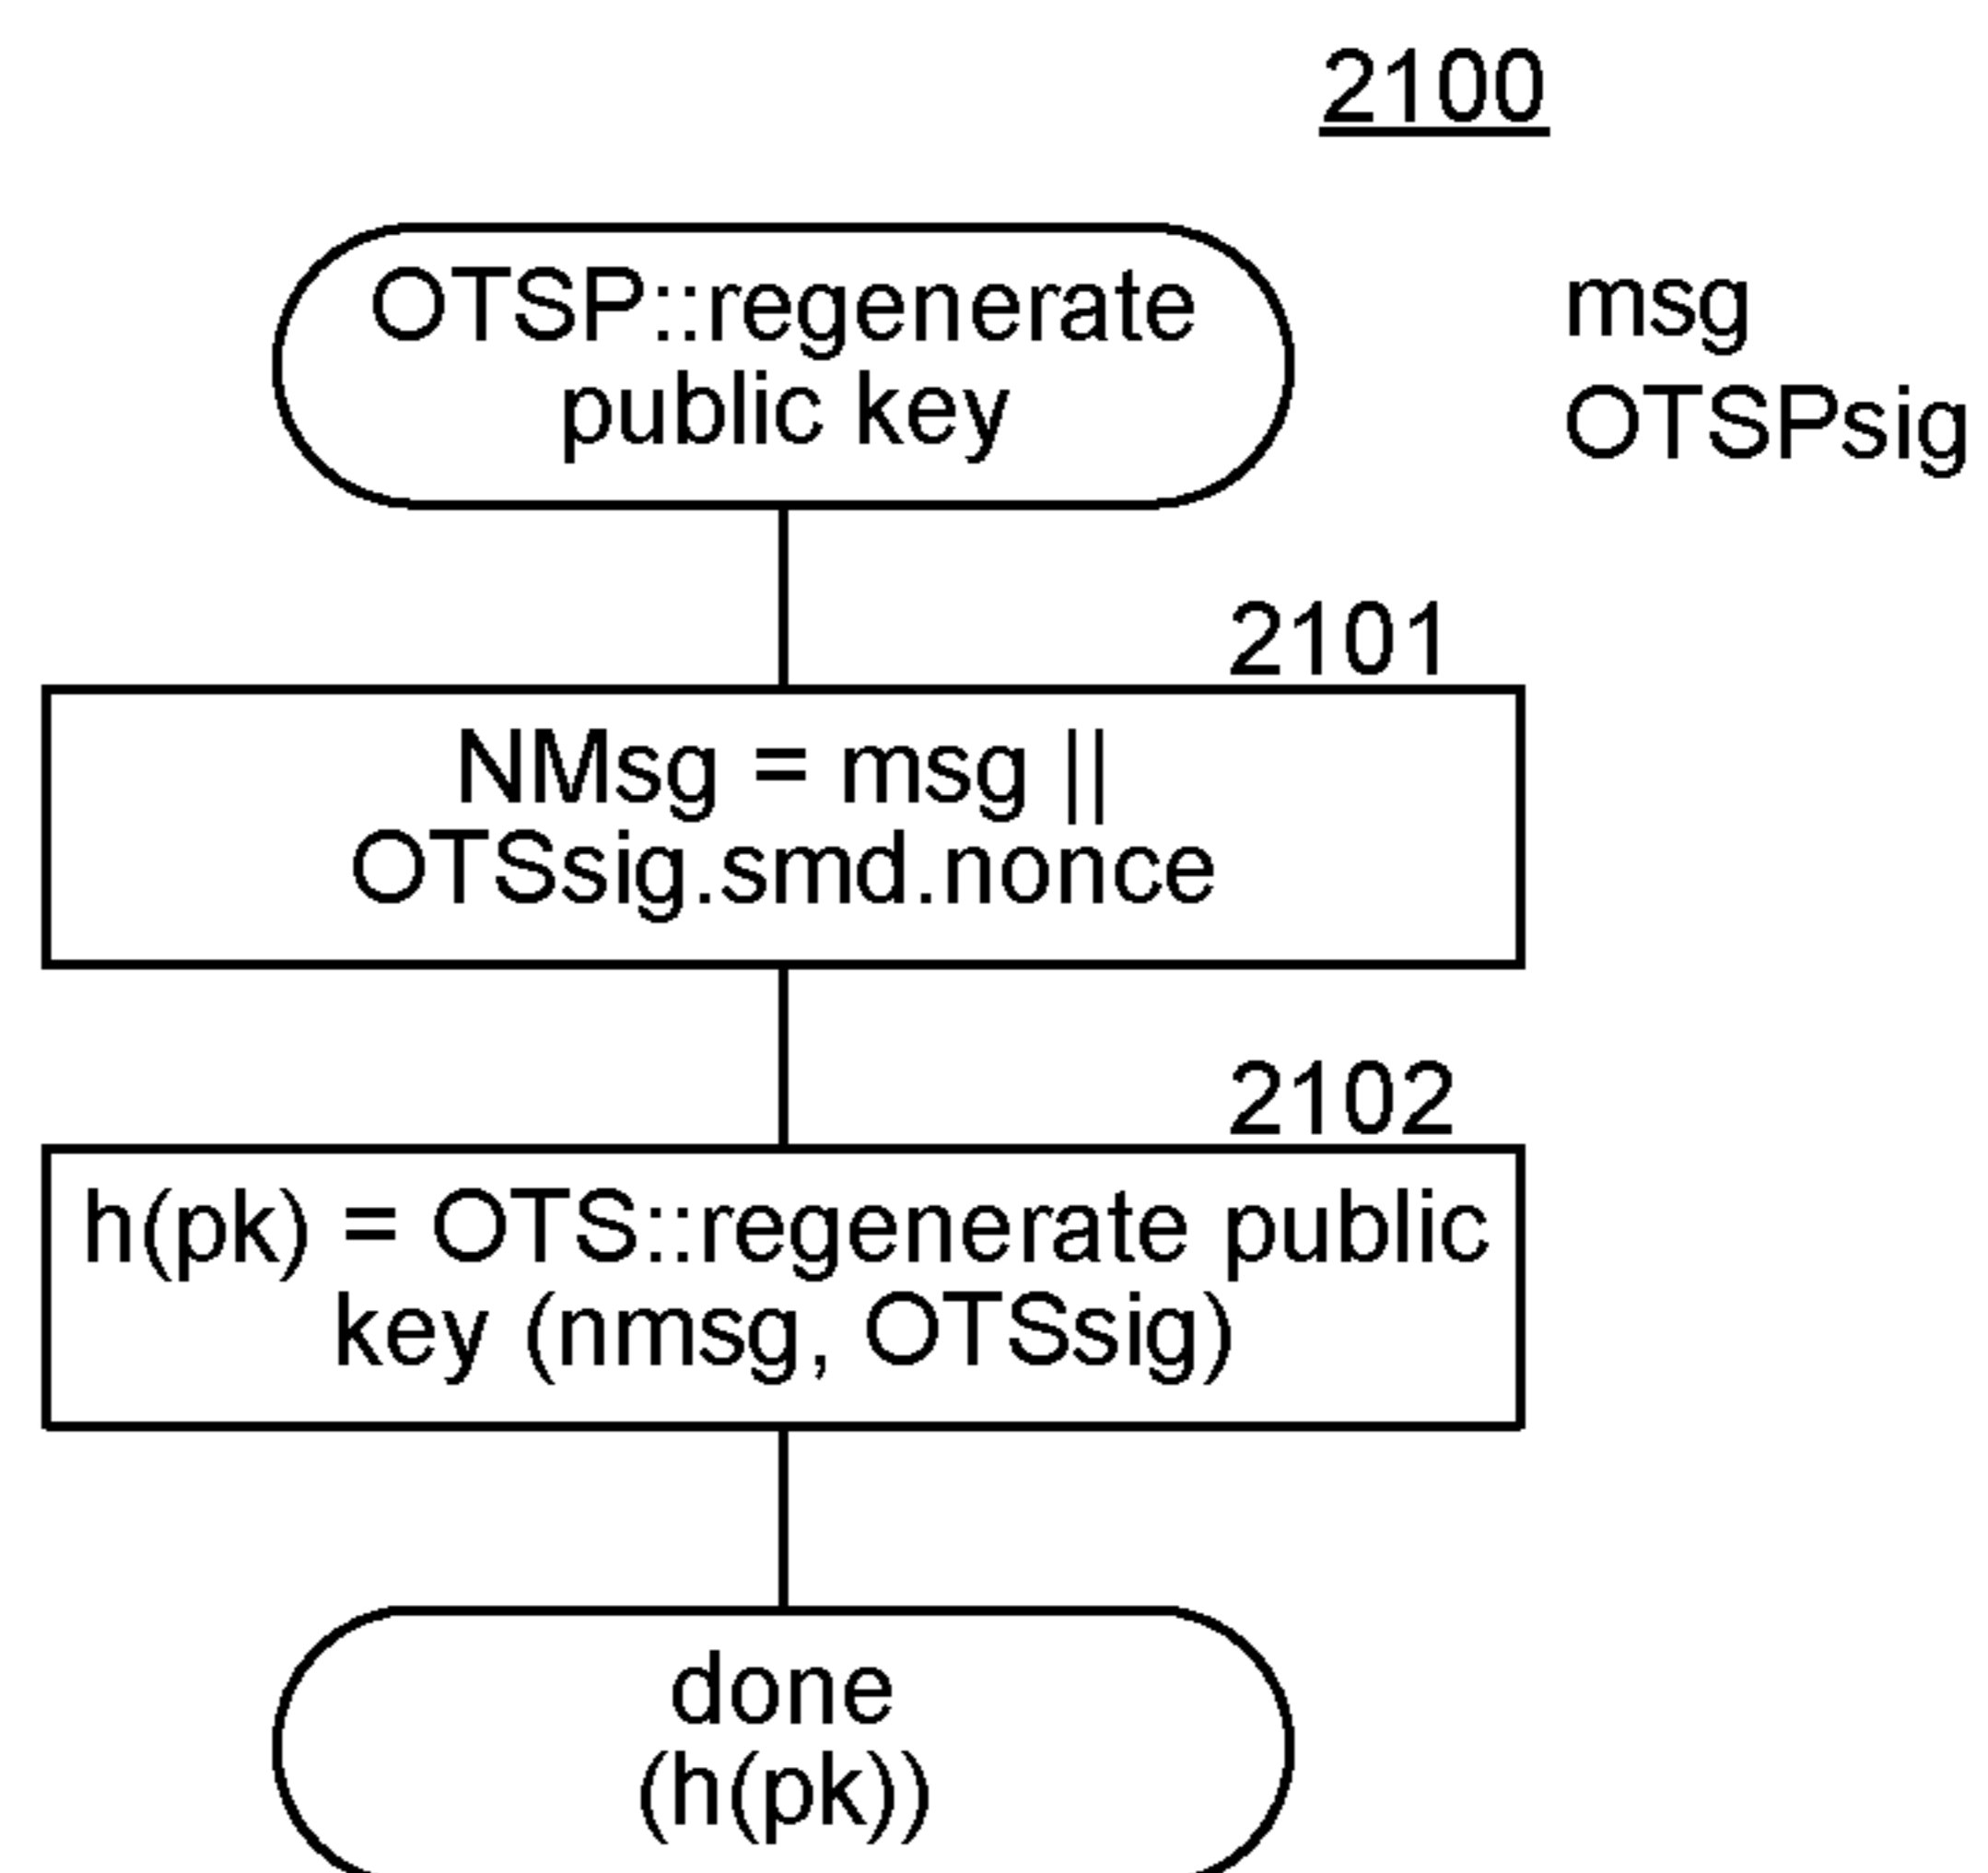 2100
OTSP::regenerate
public key
msg
OTSPsig
2101
NMsg = msg ||
OTSsig.smd.nonce
2102
h(pk) = OTS::regenerate public
key (nmsg, OTSsig)
done
(h(pk))